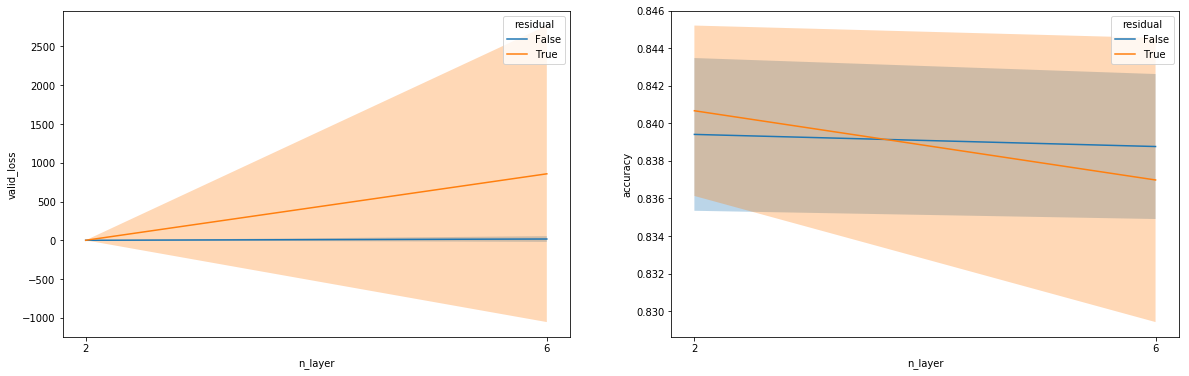 2500
2000
1500
1000
500
0
−500
−1000
valid_loss
2
6
n_layer
residual
False
True
0.846
0.844
0.842
0.840
0.838
0.836
0.834
0.832
0.830
accuracy
2
6
n_layer
residual
False
True